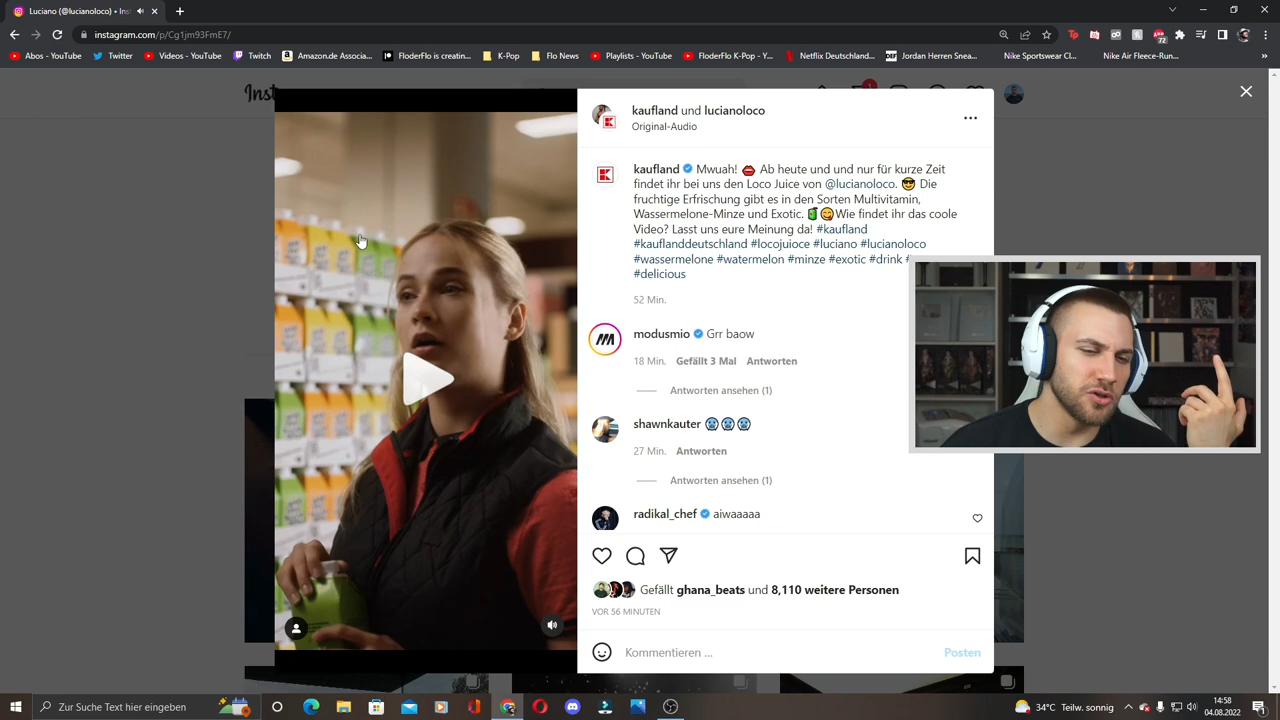 Luciano (@lucianoloco) • Ins
instagram.com/p/Cg1jm93FmE7/
Abos - YouTube
Twitter
Videos - YouTube
Twitch
Amazon.de Associa...
FloderFlo is creatin...
K-Pop
Flo News
Playlists - YouTube
FloderFlo K-Pop - Y...
Netflix Deutschland...
Jordan Herren Snea...
Nike Sportswear Cl...
Nike Air Fleece-Run...
kaufland und lucianoloco
Original-Audio
kaufland Mwuah! 👄 Ab heute und und nur für kurze Zeit
findet ihr bei uns den Loco Juice von @lucianoloco. 😎 Die
fruchtige Erfrischung gibt es in den Sorten Multivitamin,
Wassermelone-Minze und Exotic. 🧃😋Wie findet ihr das coole
Video? Lasst uns eure Meinung da! #kaufland
#kauflanddeutschland #locojuioce #luciano #lucianoloco
#wassermelone #watermelon #minze #exotic #drink #
#delicious
52 Min.
modusmio Grr baow
18 Min. Gefällt 3 Mal Antworten
Antworten ansehen (1)
shawnkauter 🥶🥶🥶
27 Min. Antworten
Antworten ansehen (1)
radikal_chef aiwaaaaa
Gefällt ghana_beats und 8,110 weitere Personen
VOR 56 MINUTEN
Kommentieren ...
Posten
Zur Suche Text hier eingeben
34°C Teilw. sonnig
14:58
04.08.2022